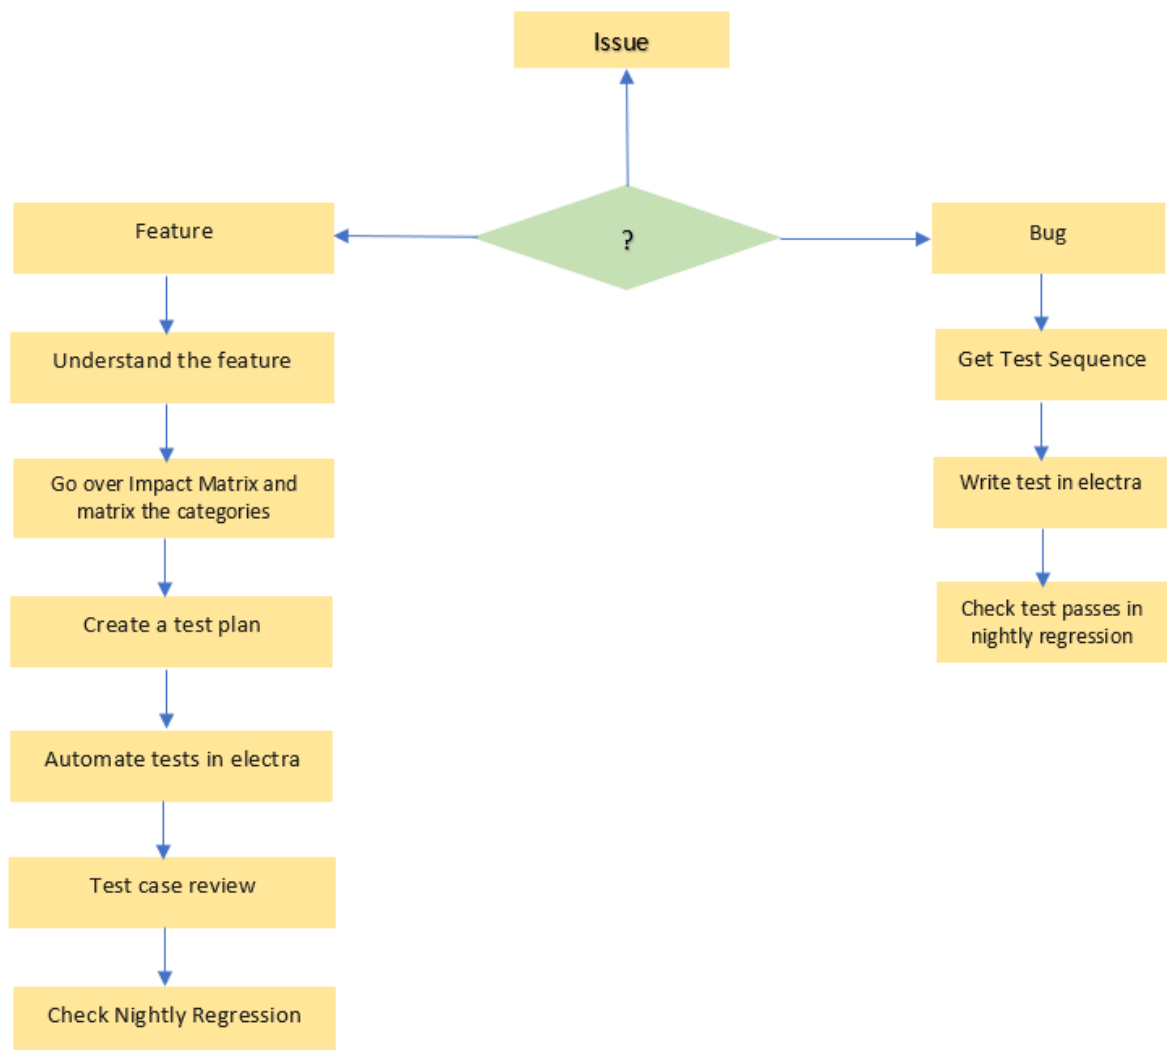 Issue
?
Feature
Understand the feature
Go over Impact Matrix and
matrix the categories
Create a test plan
Automate tests in electra
Test case review
Check Nightly Regression
Bug
Get Test Sequence
Write test in electra
Check test passes in
nightly regression